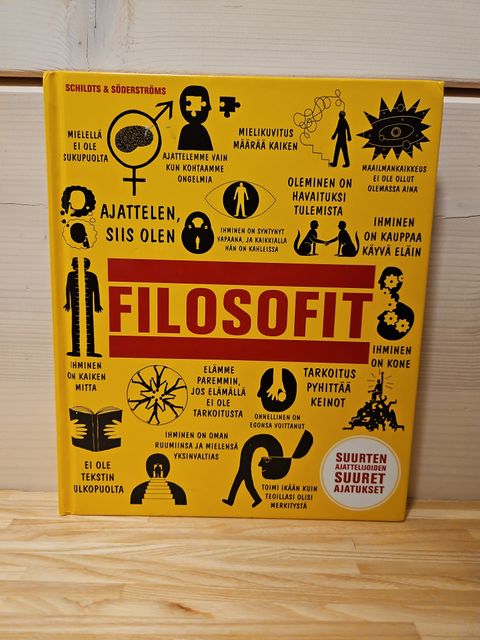 SCHILDTS & SÖDERSTRÖMS
MIELELLÄ
EI OLE
SUKUPUOLTA
AJATTELEMME VAIN
KUN KOHTAAMME
ONGELMIA
MIELIKUVITUS
MÄÄRÄÄ KAIKEN
MAAILMANKAIKKEUS
EI OLE OLLUT
OLEMASSA AINA
AJATTELEN,
SIIS OLEN
IHMINEN ON SYNTYNYT
VAPAANA, JA KAIKKIALLA
HÄN ON KAHLEISSA
OLEMINEN ON
HAVAITUKSI
TULEMISTA
IHMINEN
ON KAUPPAA
KÄYVÄ ELÄIN
FILOSOFIT
IHMINEN
ON KAIKEN
MITTA
ELÄMME
PAREMMIN,
JOS ELÄMÄLLÄ
EI OLE
TARKOITUSTA
ONNELLINEN ON
EGONSA VOITTANUT
TARKOITUS
PYHITTÄÄ
KEINOT
IHMINEN
ON KONE
EI OLE
TEKSTIN
ULKOPUOLTA
IHMINEN ON OMAN
RUUMIINSA JA MIELENSÄ
YKSINVALTIAS
TOIMI IKÄÄN KUIN
TEOILLASI OLISI
MERKITYSTÄ
SUURTEN
AJATTELIJOIDEN
SUURET
AJATUKSET